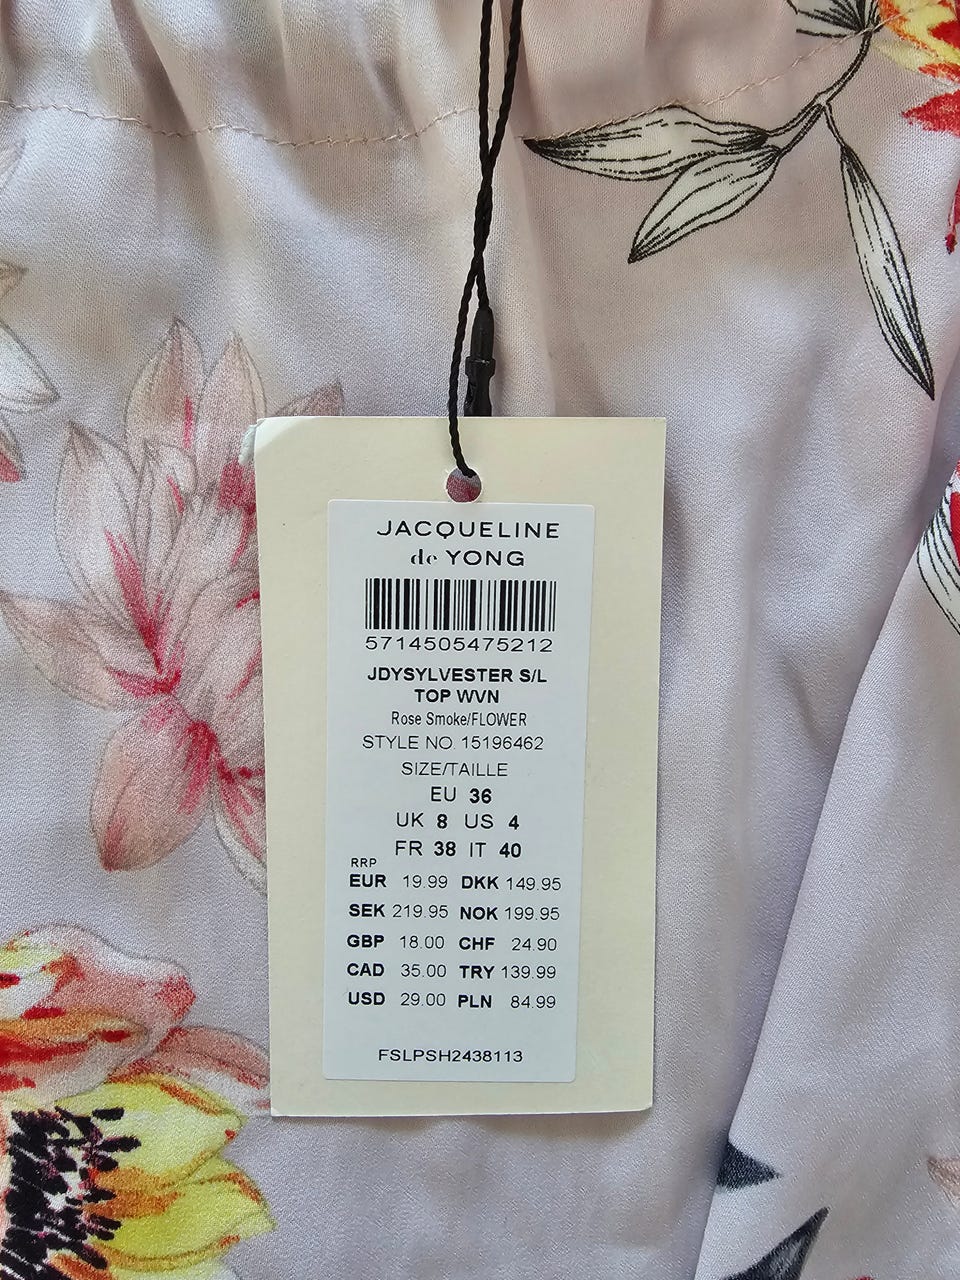 JACQUELINE
de YONG
5714505475212
JDYSYLVESTER S/L
TOP WVN
Rose Smoke/FLOWER
STYLE NO. 15196462
SIZE/TAILLE
EU 36
UK 8 US 4
FR 38 IT 40
RRP
EUR 19.99 DKK 149.95
SEK 219.95 NOK 199.95
GBP 18.00 CHF 24.90
CAD 35.00 TRY 139.99
USD 29.00 PLN 84.99
FSLPSH2438113